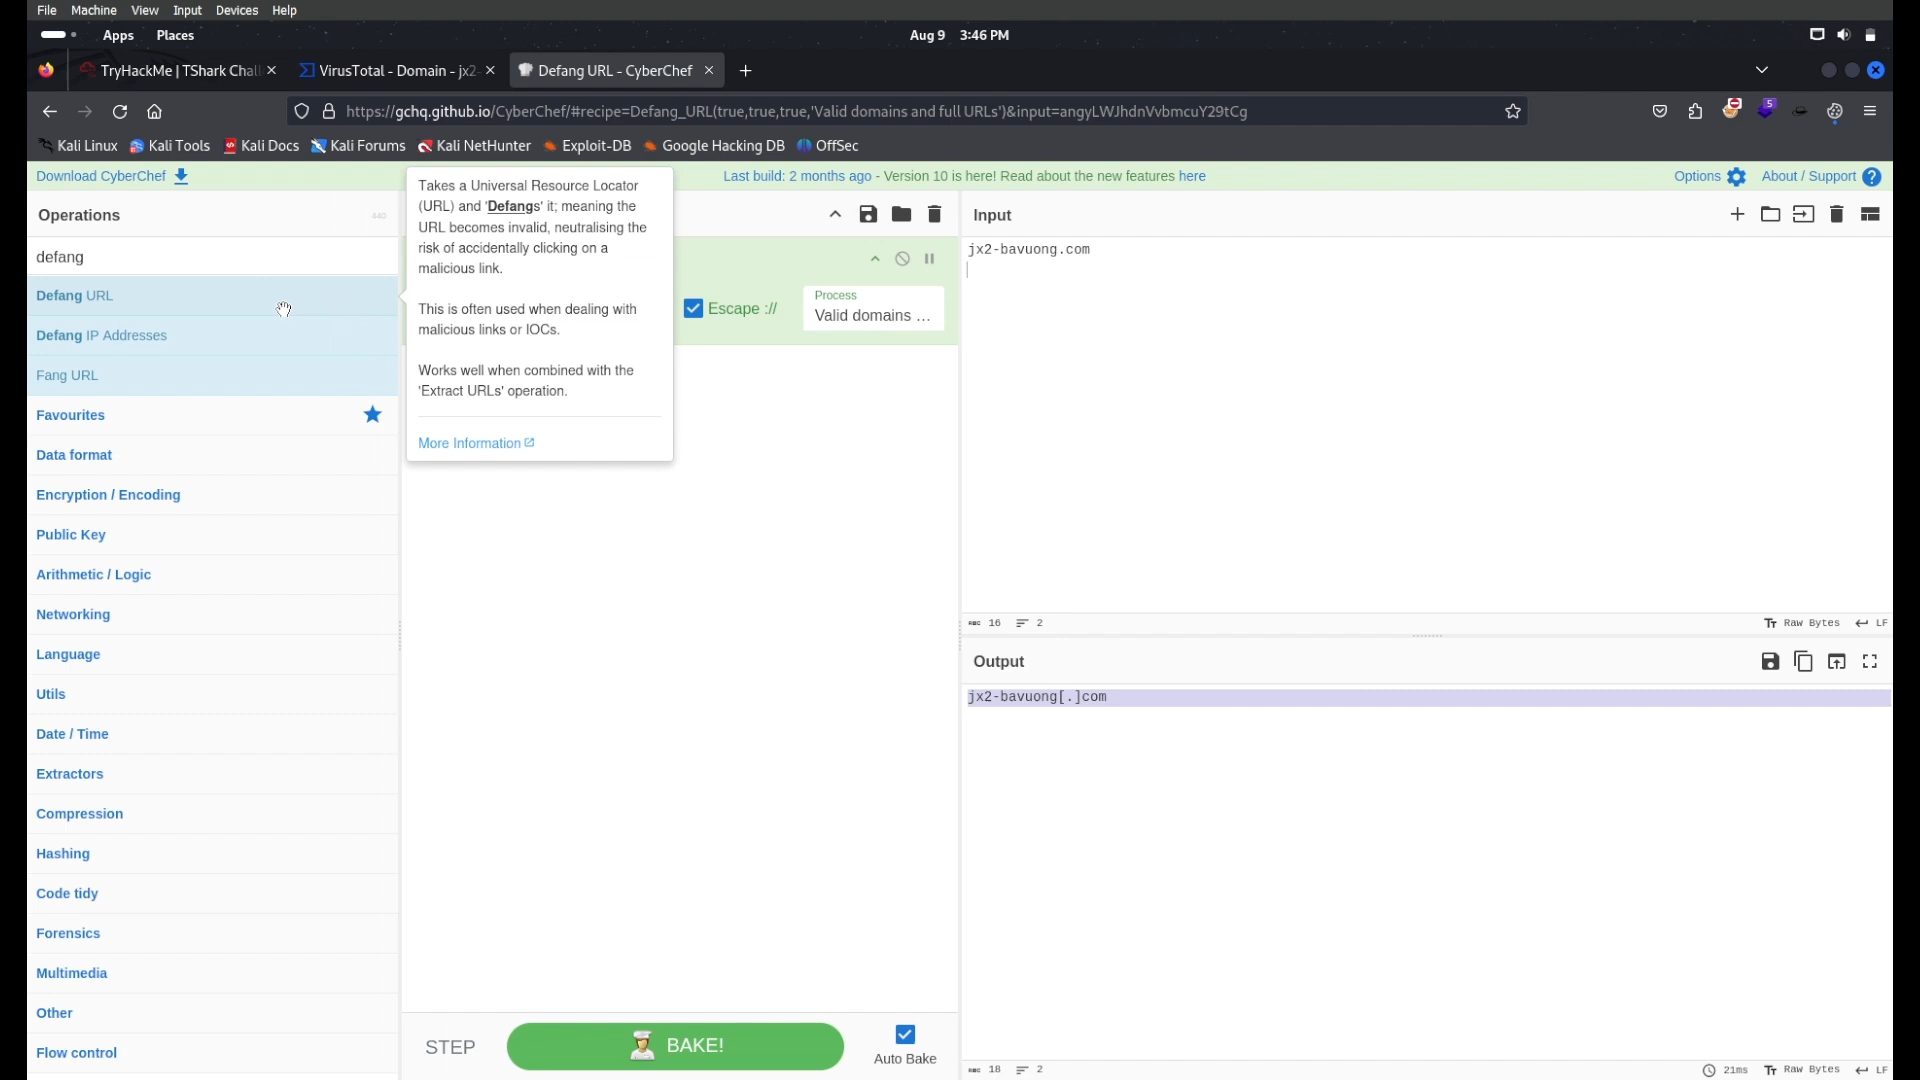 File Machine View Input Devices Help
Apps Places Aug 9 3:46 PM
TryHackMe | TShark Chall VirusTotal - Domain - jx2- Defang URL - CyberChef
https://gchq.github.io/CyberChef/#recipe=Defang_URL(true,true,true,'Valid domains and full URLs')&input=angyLWJhdnVvbmcuY29tCg
5
Kali Linux Kali Tools Kali Docs Kali Forums Kali NetHunter Exploit-DB Google Hacking DB OffSec
Download CyberChef Last build: 2 months ago - Version 10 is here! Read about the new features here Options About / Support
Operations 440
defang
Defang URL
Defang IP Addresses
Fang URL
Favourites
Data format
Encryption / Encoding
Public Key
Arithmetic / Logic
Networking
Language
Utils
Date / Time
Extractors
Compression
Hashing
Code tidy
Forensics
Multimedia
Other
Flow control
Takes a Universal Resource Locator
(URL) and 'Defangs' it; meaning the
URL becomes invalid, neutralising the
risk of accidentally clicking on a
malicious link.
This is often used when dealing with
malicious links or IOCs.
Works well when combined with the
'Extract URLs' operation.
More Information
Escape ://
Process
Valid domains ...
STEP
BAKE!
Auto Bake
Input
jx2-bavuong.com
ABC 16 2 Tт Raw Bytes LF
Output
jx2-bavuong[.]com
ABC 18 2 21ms Tт Raw Bytes LF